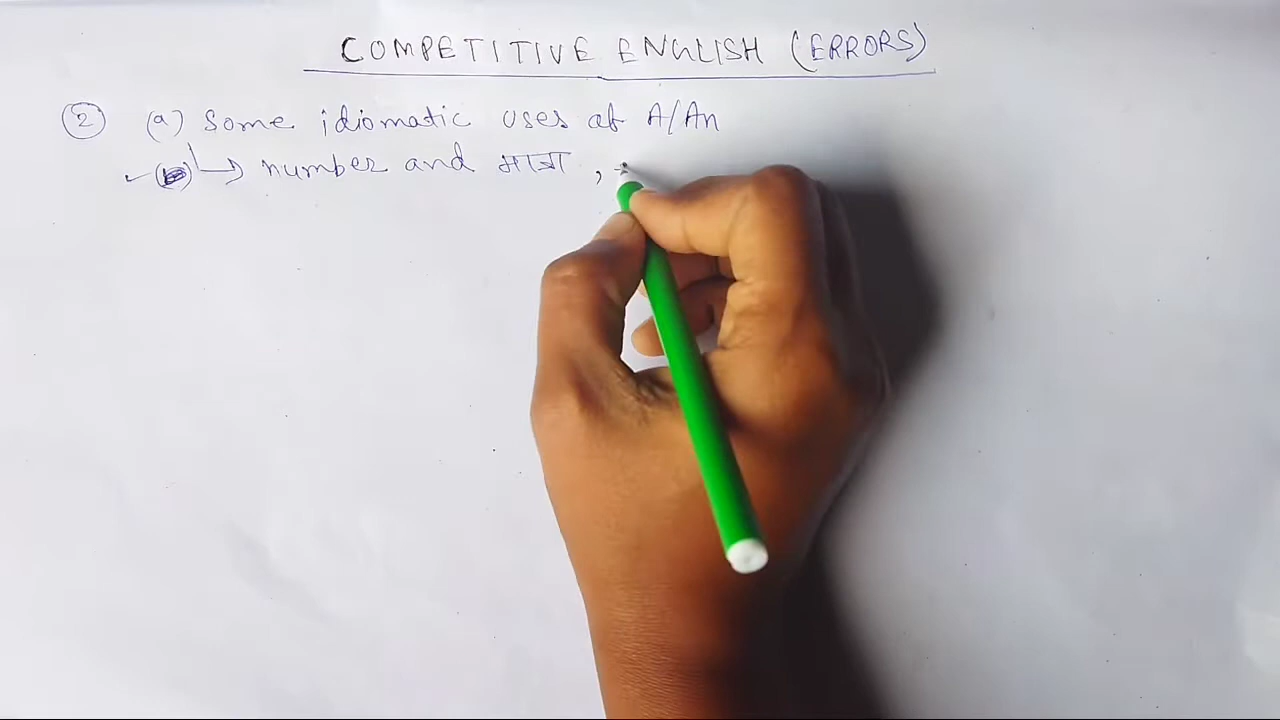 COMPETITIVE ENGLISH (ERRORS)
② (a) Some idiomatic uses of A/An
↳ number and मात्रा ,